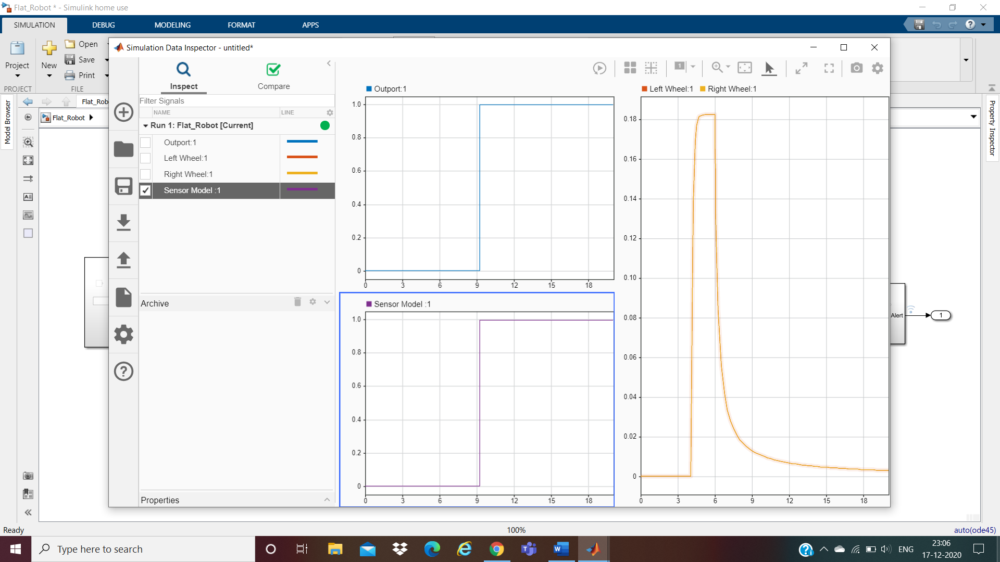 Flat_Robot * - Simulink home use
SIMULATION DEBUG MODELING FORMAT APPS
Project
New
Open
Save
Print
PROJECT FILE
Flat_Rob
Flat_Robot
Model Browser
Property Inspector
Simulation Data Inspector - untitled*
Inspect Compare
Filter Signals
NAME LINE
Run 1: Flat_Robot [Current]
Outport:1
Left Wheel:1
Right Wheel:1
Sensor Model :1
Archive
Properties
1
Outport:1
1.0
0.8
0.6
0.4
0.2
0
0 3 6 9 12 15 18
Sensor Model :1
1.0
0.8
0.6
0.4
0.2
0
0 3 6 9 12 15 18
Left Wheel:1 Right Wheel:1
0.18
0.16
0.14
0.12
0.10
0.08
0.06
0.04
0.02
0
0 3 6 9 12 15 18
Alert 1
Ready 100% auto(ode45)
Type here to search
ENG
23:06
17-12-2020